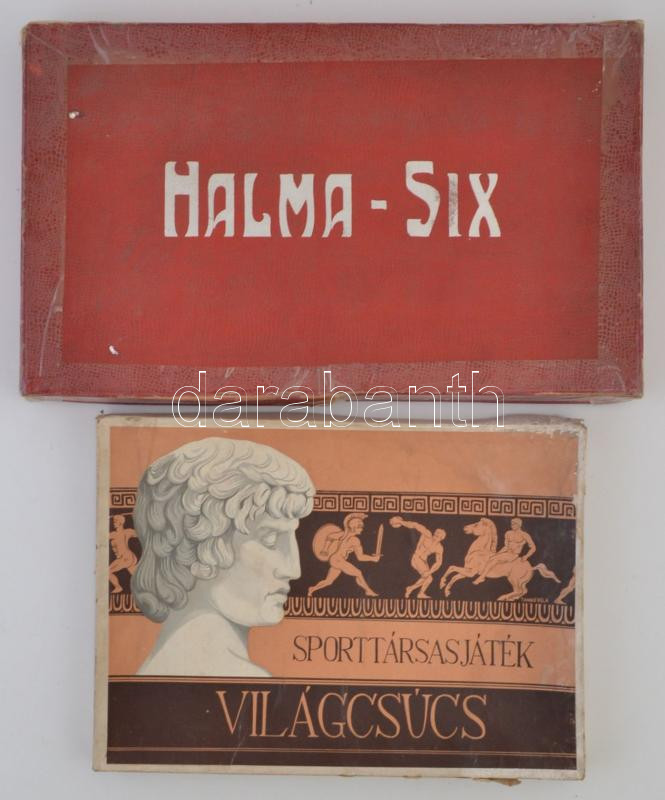 HALMA - SIX
darabanth
SPORTTÁRSASJÁTÉK
VILÁGCSÚCS